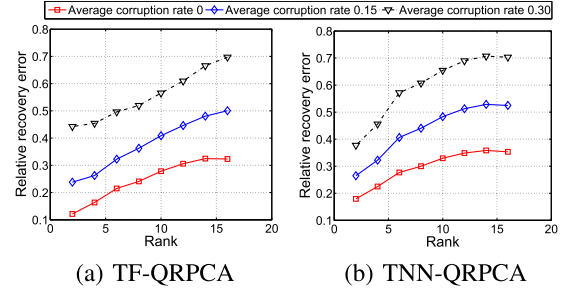 Average corruption rate 0 Average corruption rate 0.15 Average corruption rate 0.30
0.8
0.7
0.6
0.5
0.4
0.3
0.2
0.1
0 5 10 15 20
Relative recovery error
Rank
(a) TF-QRPCA
0.8
0.7
0.6
0.5
0.4
0.3
0.2
0.1
0 5 10 15 20
Relative recovery error
Rank
(b) TNN-QRPCA